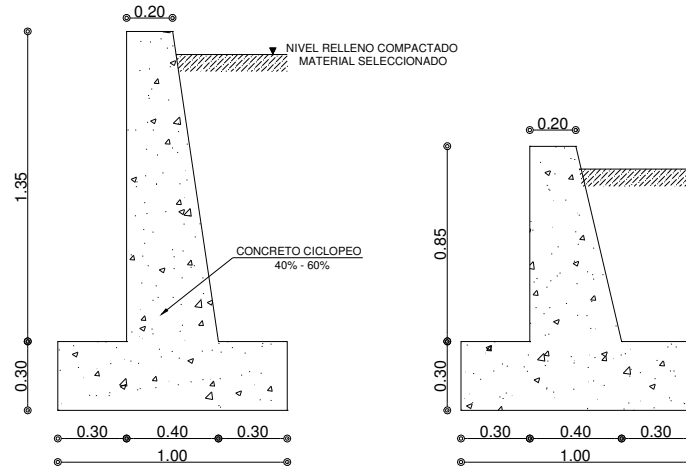 0.20
NIVEL RELLENO COMPACTADO
MATERIAL SELECCIONADO
1.35
CONCRETO CICLOPEO
40% - 60%
0.30
0.30 0.40 0.30
1.00
0.20
0.85
0.30
0.30 0.40 0.30
1.00